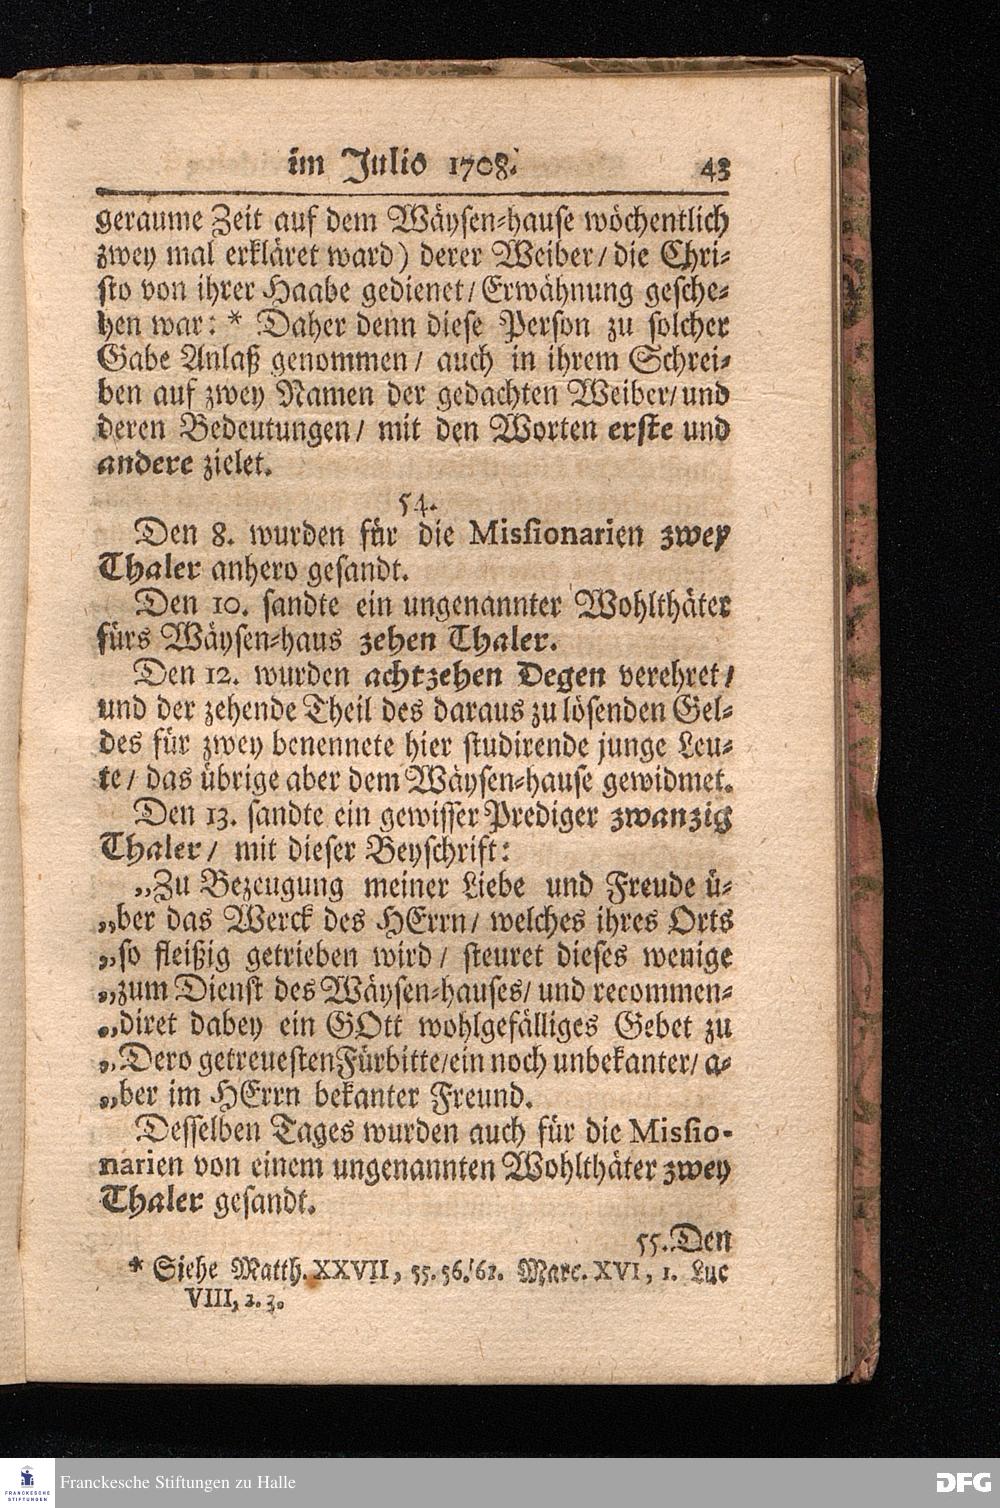 im Julio 1708. 43
geraume Zeit auf dem Wäysen-hause wöchentlich
zwey mal erkläret ward) derer Weiber / die Chri-
sto von ihrer Haabe gedienet / Erwähnung gesche-
hen war: * Daher denn diese Person zu solcher
Gabe Anlaß genommen / auch in ihrem Schrei-
ben auf zwey Namen der gedachten Weiber / und
deren Bedeutungen / mit den Worten erste und
andere zielet.
54.
Den 8. wurden für die Missionarien zwey
Thaler anhero gesandt.
Den 10. sandte ein ungenannter Wohlthäter
fürs Wäysen-haus zehen Thaler.
Den 12. wurden achtzehen Degen verehret /
und der zehende Theil des daraus zu lösenden Gel-
des für zwey benennete hier studirende junge Leu-
te / das übrige aber dem Wäysen-hause gewidmet.
Den 13. sandte ein gewisser Prediger zwanzig
Thaler / mit dieser Beyschrift:
„Zu Bezeugung meiner Liebe und Freude ü-
„ber das Werck des HErrn / welches ihres Orts
„so fleißig getrieben wird / steuret dieses wenige
„zum Dienst des Wäysen-hauses / und recommen-
„diret dabey ein GOtt wohlgefälliges Gebet zu
„Dero getreuesten Fürbitte / ein noch unbekanter / a-
„ber im HErrn bekanter Freund.
Desselben Tages wurden auch für die Missio-
narien von einem ungenannten Wohlthäter zwey
Thaler gesandt.
55. Den
* Siehe Matth. XXVII, 55. 56. 61. Marc. XVI, 1. Luc
VIII, 2. 3.
Franckesche Stiftungen zu Halle
DFG
FRANCKESCHE
STIFTUNGEN